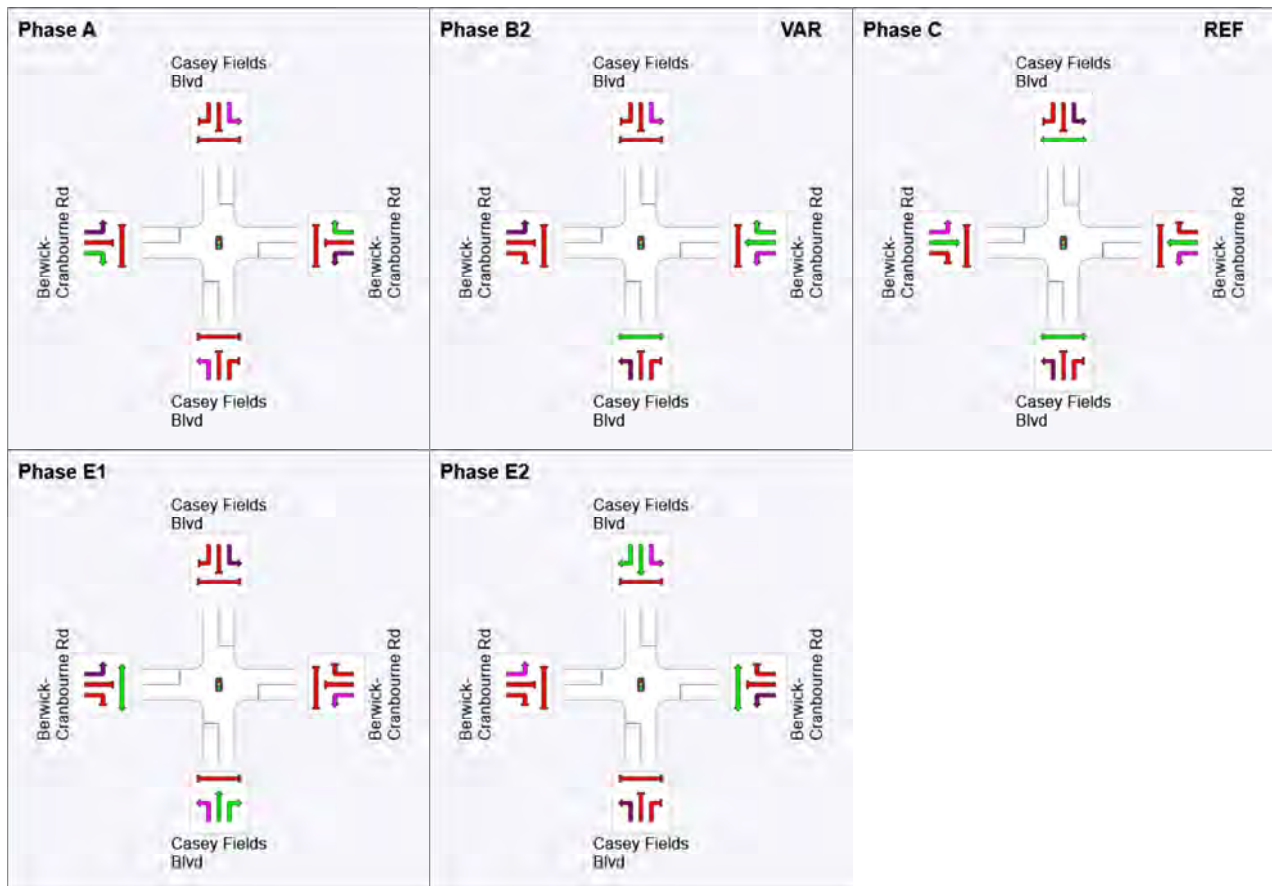 Phase A
Casey Fields
Blvd
Berwick-
Cranbourne Rd
Berwick-
Cranbourne Rd
Casey Fields
Blvd
Phase B2 VAR
Casey Fields
Blvd
Berwick-
Cranbourne Rd
Berwick-
Cranbourne Rd
Casey Fields
Blvd
Phase C REF
Casey Fields
Blvd
Berwick-
Cranbourne Rd
Berwick-
Cranbourne Rd
Casey Fields
Blvd
Phase E1
Casey Fields
Blvd
Berwick-
Cranbourne Rd
Berwick-
Cranbourne Rd
Casey Fields
Blvd
Phase E2
Casey Fields
Blvd
Berwick-
Cranbourne Rd
Berwick-
Cranbourne Rd
Casey Fields
Blvd